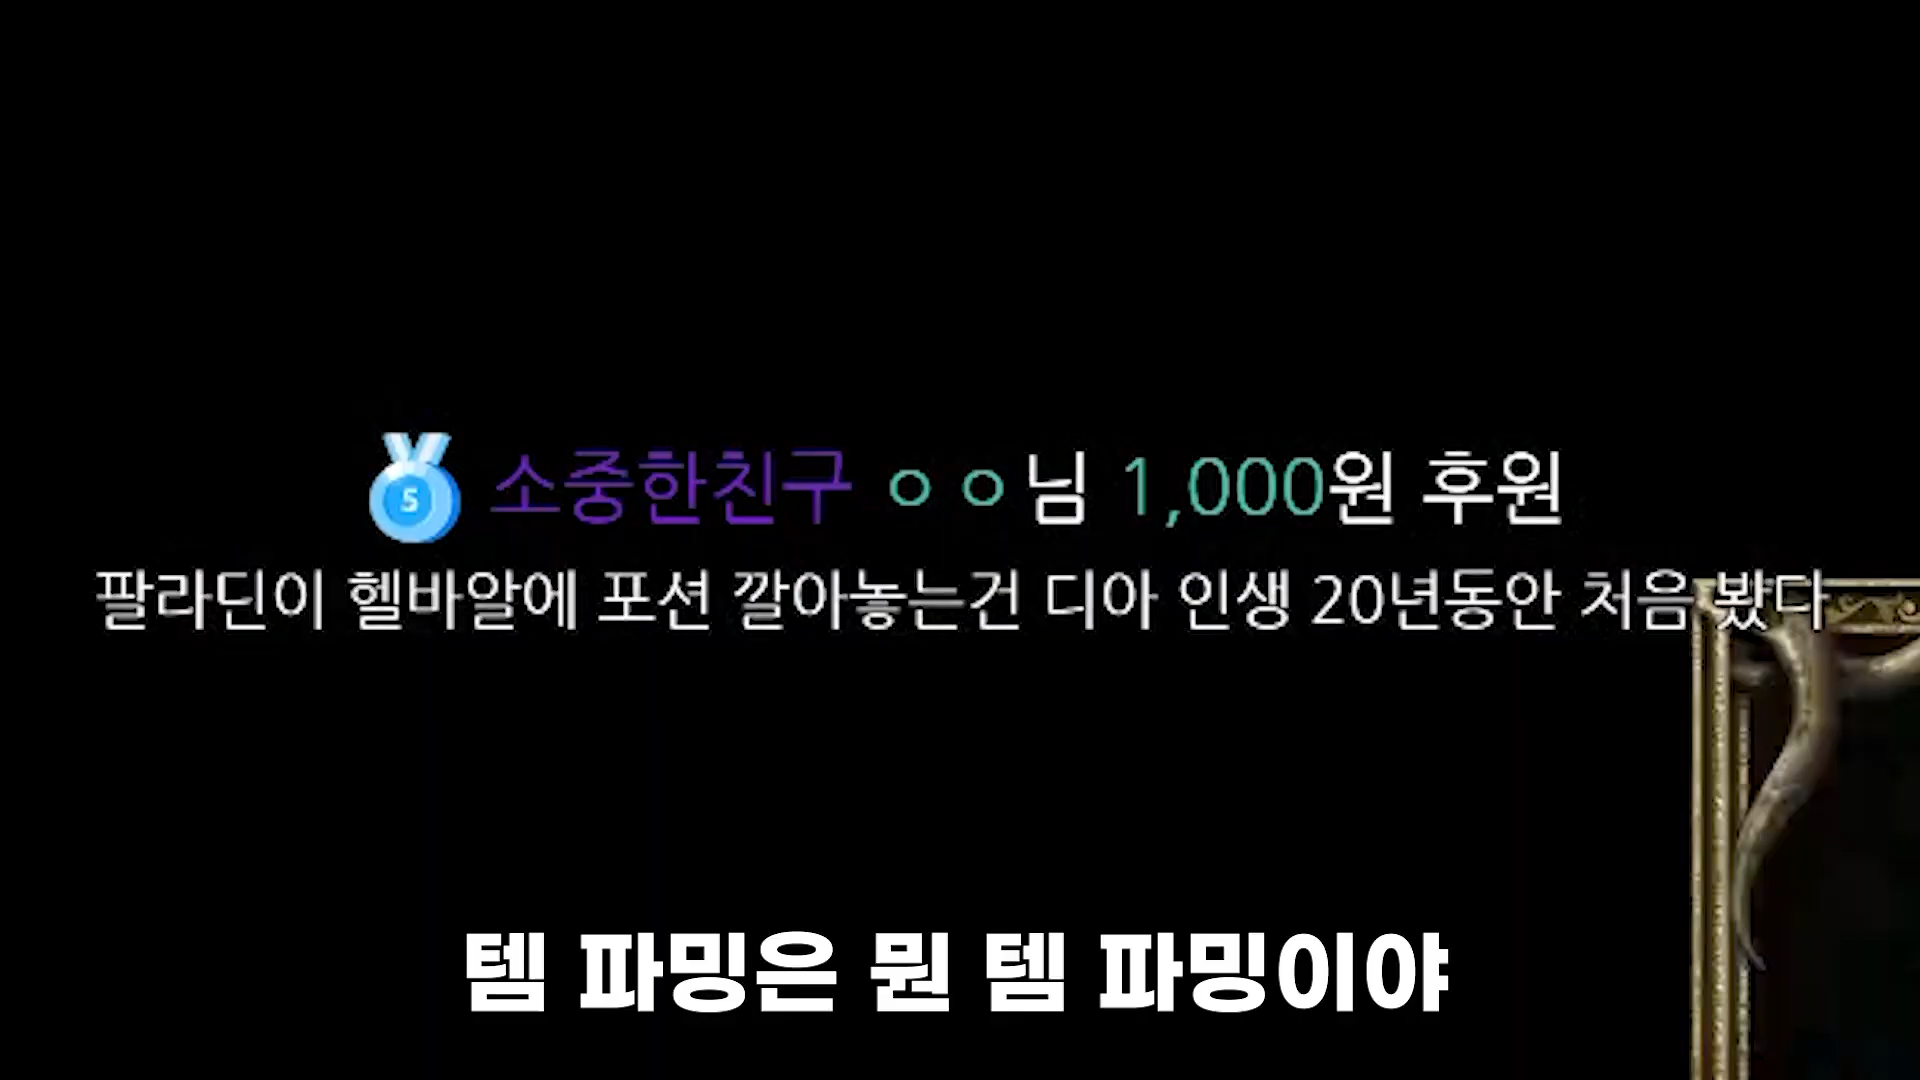 5 소중한친구 ㅇㅇ님 1,000원 후원
팔라딘이 헬바알에 포션 깔아놓는건 디아 인생 20년동안 처음 봤다
템 파밍은 뭔 템 파밍이야